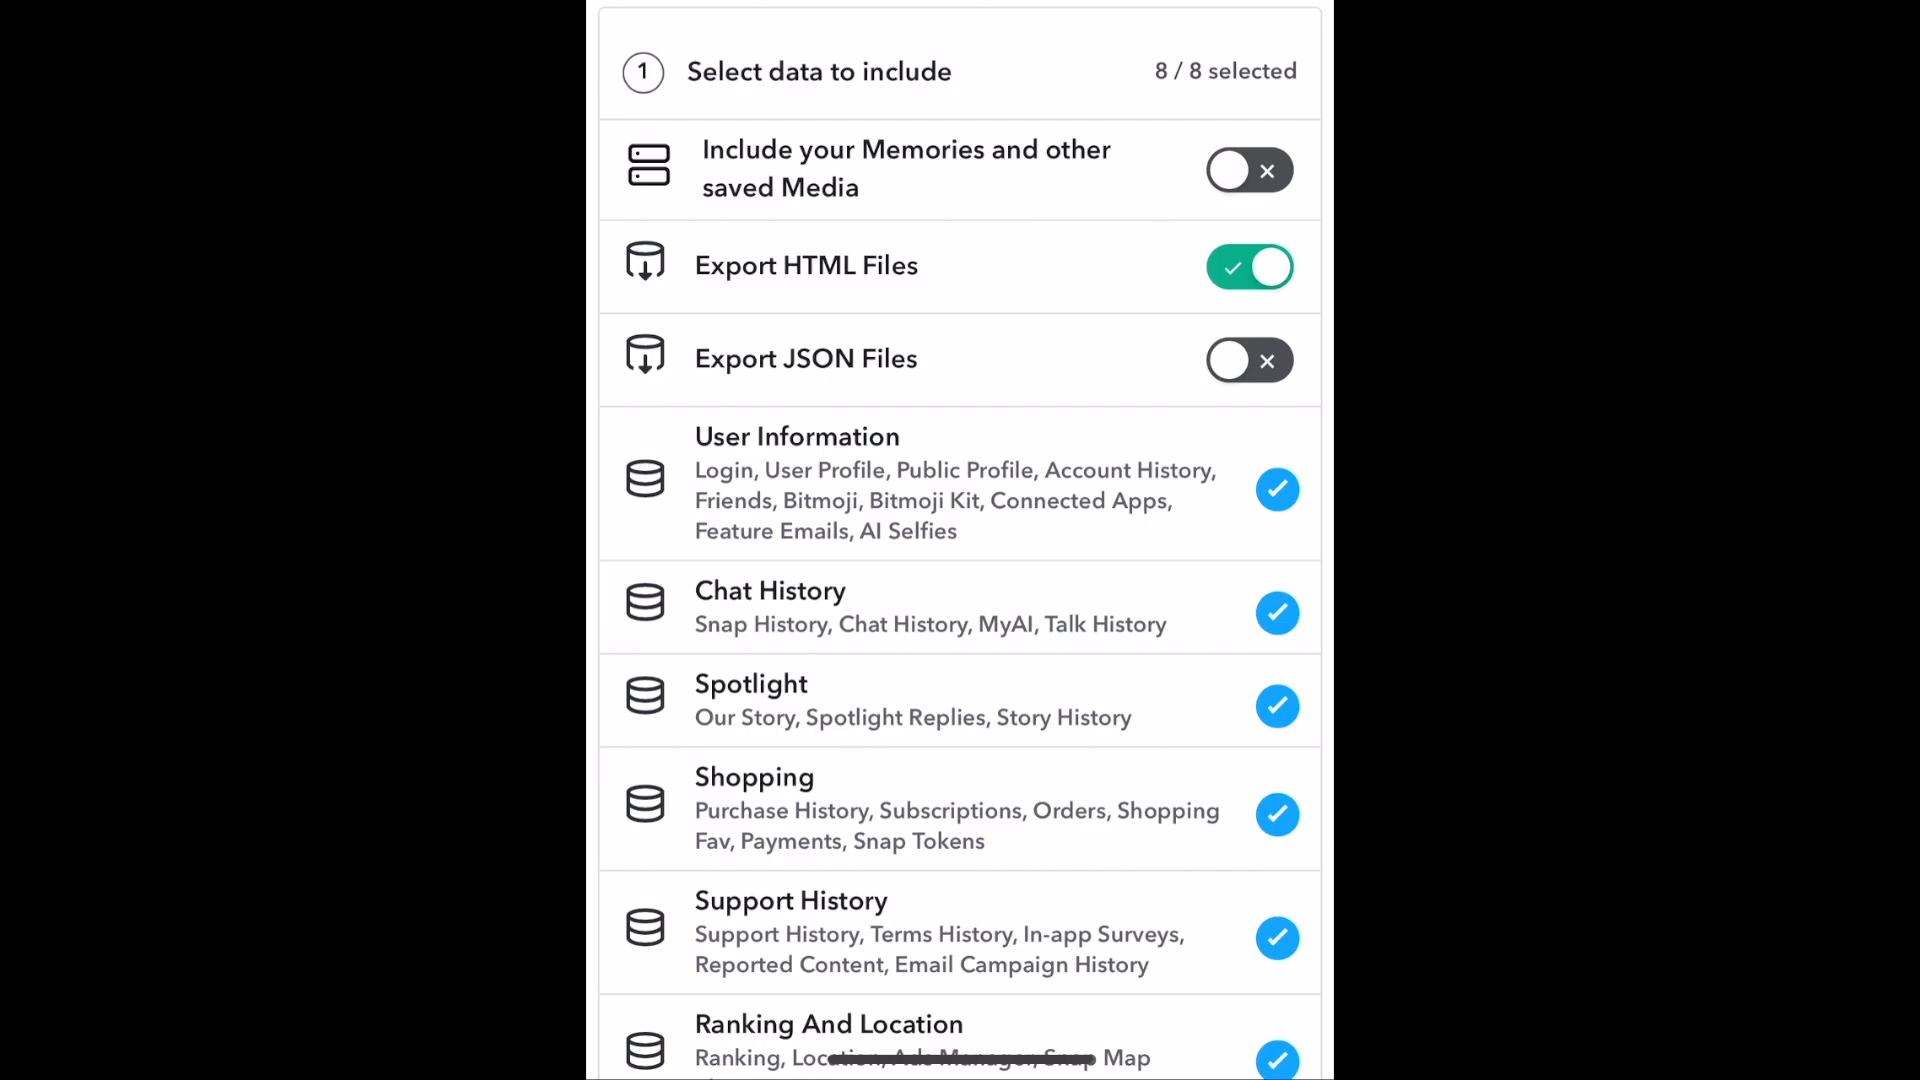 1 Select data to include 8 / 8 selected
Include your Memories and other
saved Media
Export HTML Files
Export JSON Files
User Information
Login, User Profile, Public Profile, Account History,
Friends, Bitmoji, Bitmoji Kit, Connected Apps,
Feature Emails, AI Selfies
Chat History
Snap History, Chat History, MyAI, Talk History
Spotlight
Our Story, Spotlight Replies, Story History
Shopping
Purchase History, Subscriptions, Orders, Shopping
Fav, Payments, Snap Tokens
Support History
Support History, Terms History, In-app Surveys,
Reported Content, Email Campaign History
Ranking And Location
Ranking, Location, Ads Manager, Snap Map